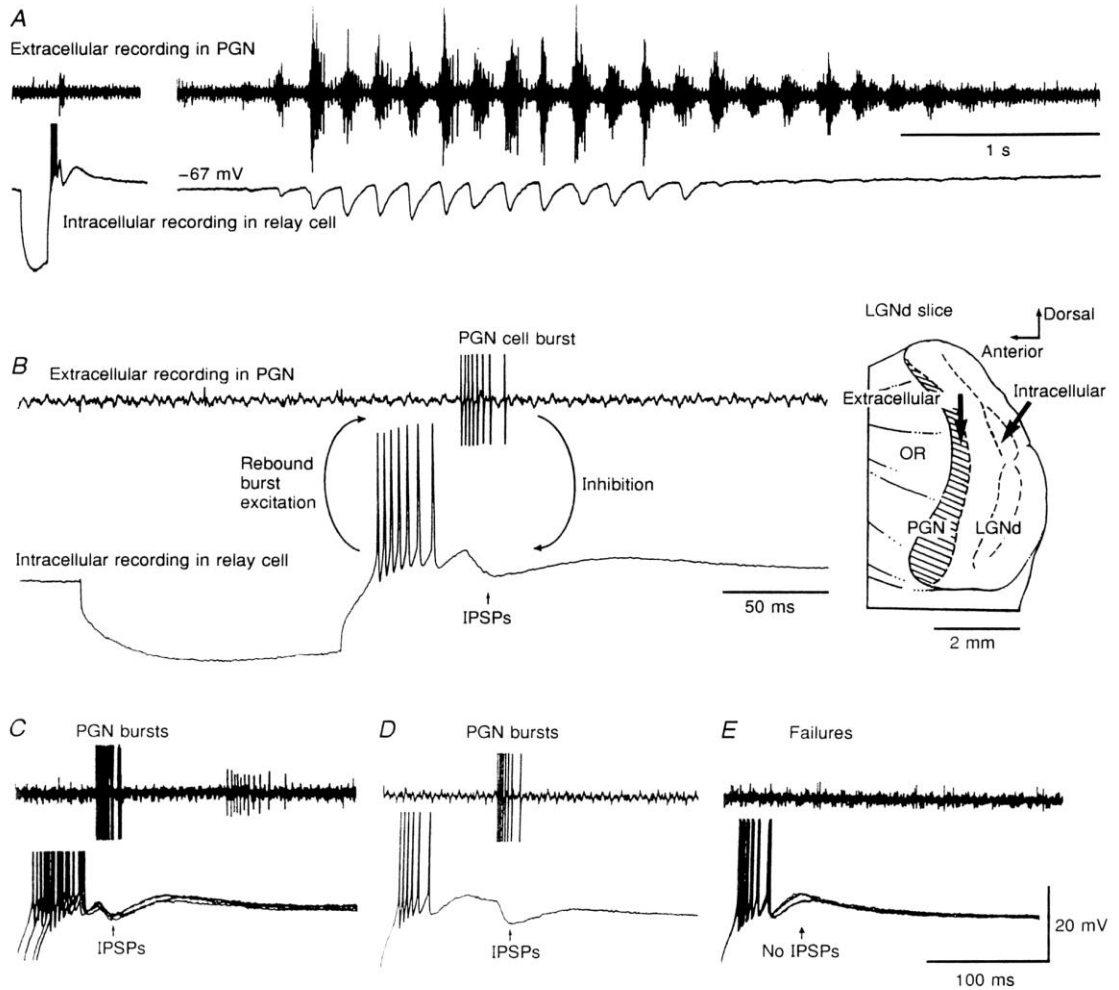 A
Extracellular recording in PGN
1 s
−67 mV
Intracellular recording in relay cell
B
Extracellular recording in PGN
PGN cell burst
Rebound
burst
excitation
Inhibition
Intracellular recording in relay cell
IPSPs
50 ms
LGNd slice
Dorsal
Anterior
Extracellular
Intracellular
OR
PGN
LGNd
2 mm
C
PGN bursts
IPSPs
D
PGN bursts
IPSPs
E
Failures
No IPSPs
20 mV
100 ms